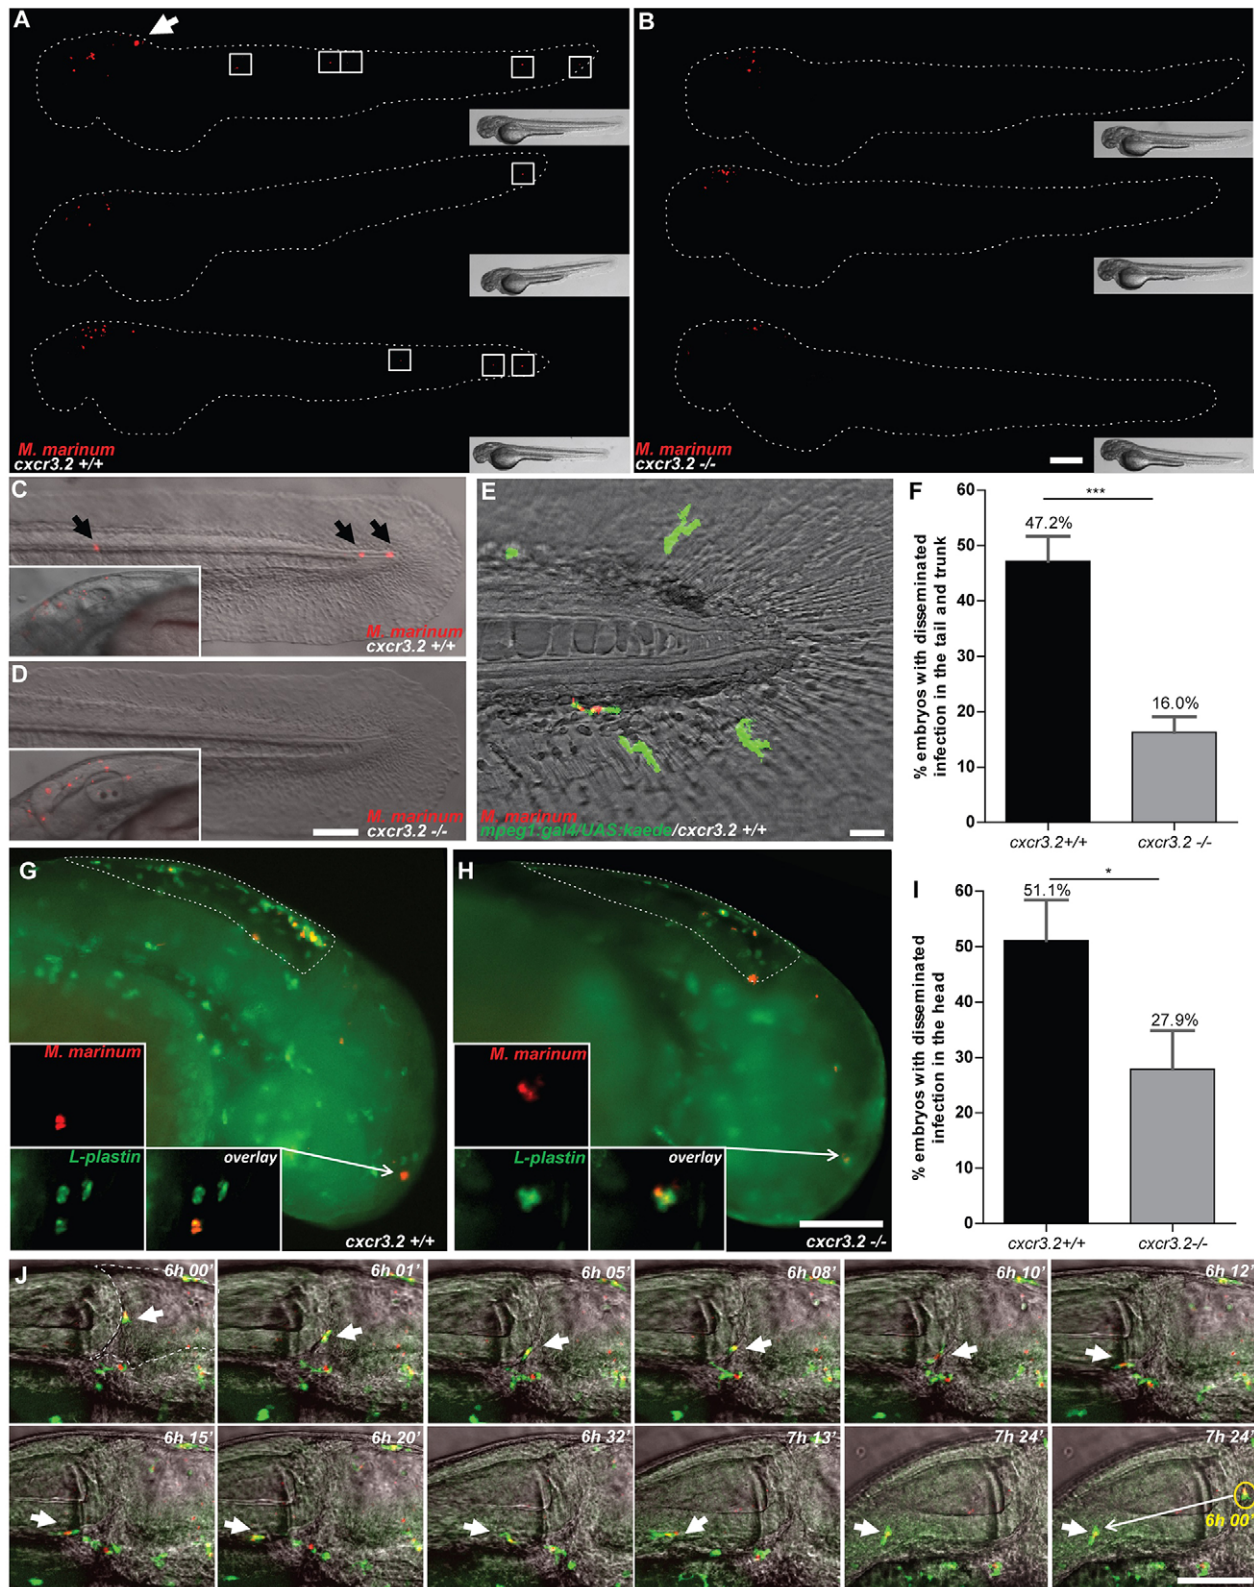 A
M. marinum
cxcr3.2 +/+
B
M. marinum
cxcr3.2 -/-
C
M. marinum
cxcr3.2 +/+
D
M. marinum
cxcr3.2 -/-
E
M. marinum
mpeg1:gal4/UAS:kaede/cxcr3.2 +/+
F
% embryos with disseminated
infection in the tail and trunk
60
50
40
30
20
10
0
47.2%
***
16.0%
cxcr3.2+/+
cxcr3.2 -/-
G
M. marinum
L-plastin
overlay
cxcr3.2 +/+
H
M. marinum
L-plastin
overlay
cxcr3.2 -/-
I
% embryos with disseminated
infection in the head
60
50
40
30
20
10
0
51.1%
*
27.9%
cxcr3.2+/+
cxcr3.2-/-
J
6h 00'
6h 01'
6h 05'
6h 08'
6h 10'
6h 12'
6h 15'
6h 20'
6h 32'
7h 13'
7h 24'
7h 24'
6h 00'